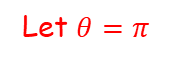 Let θ = π